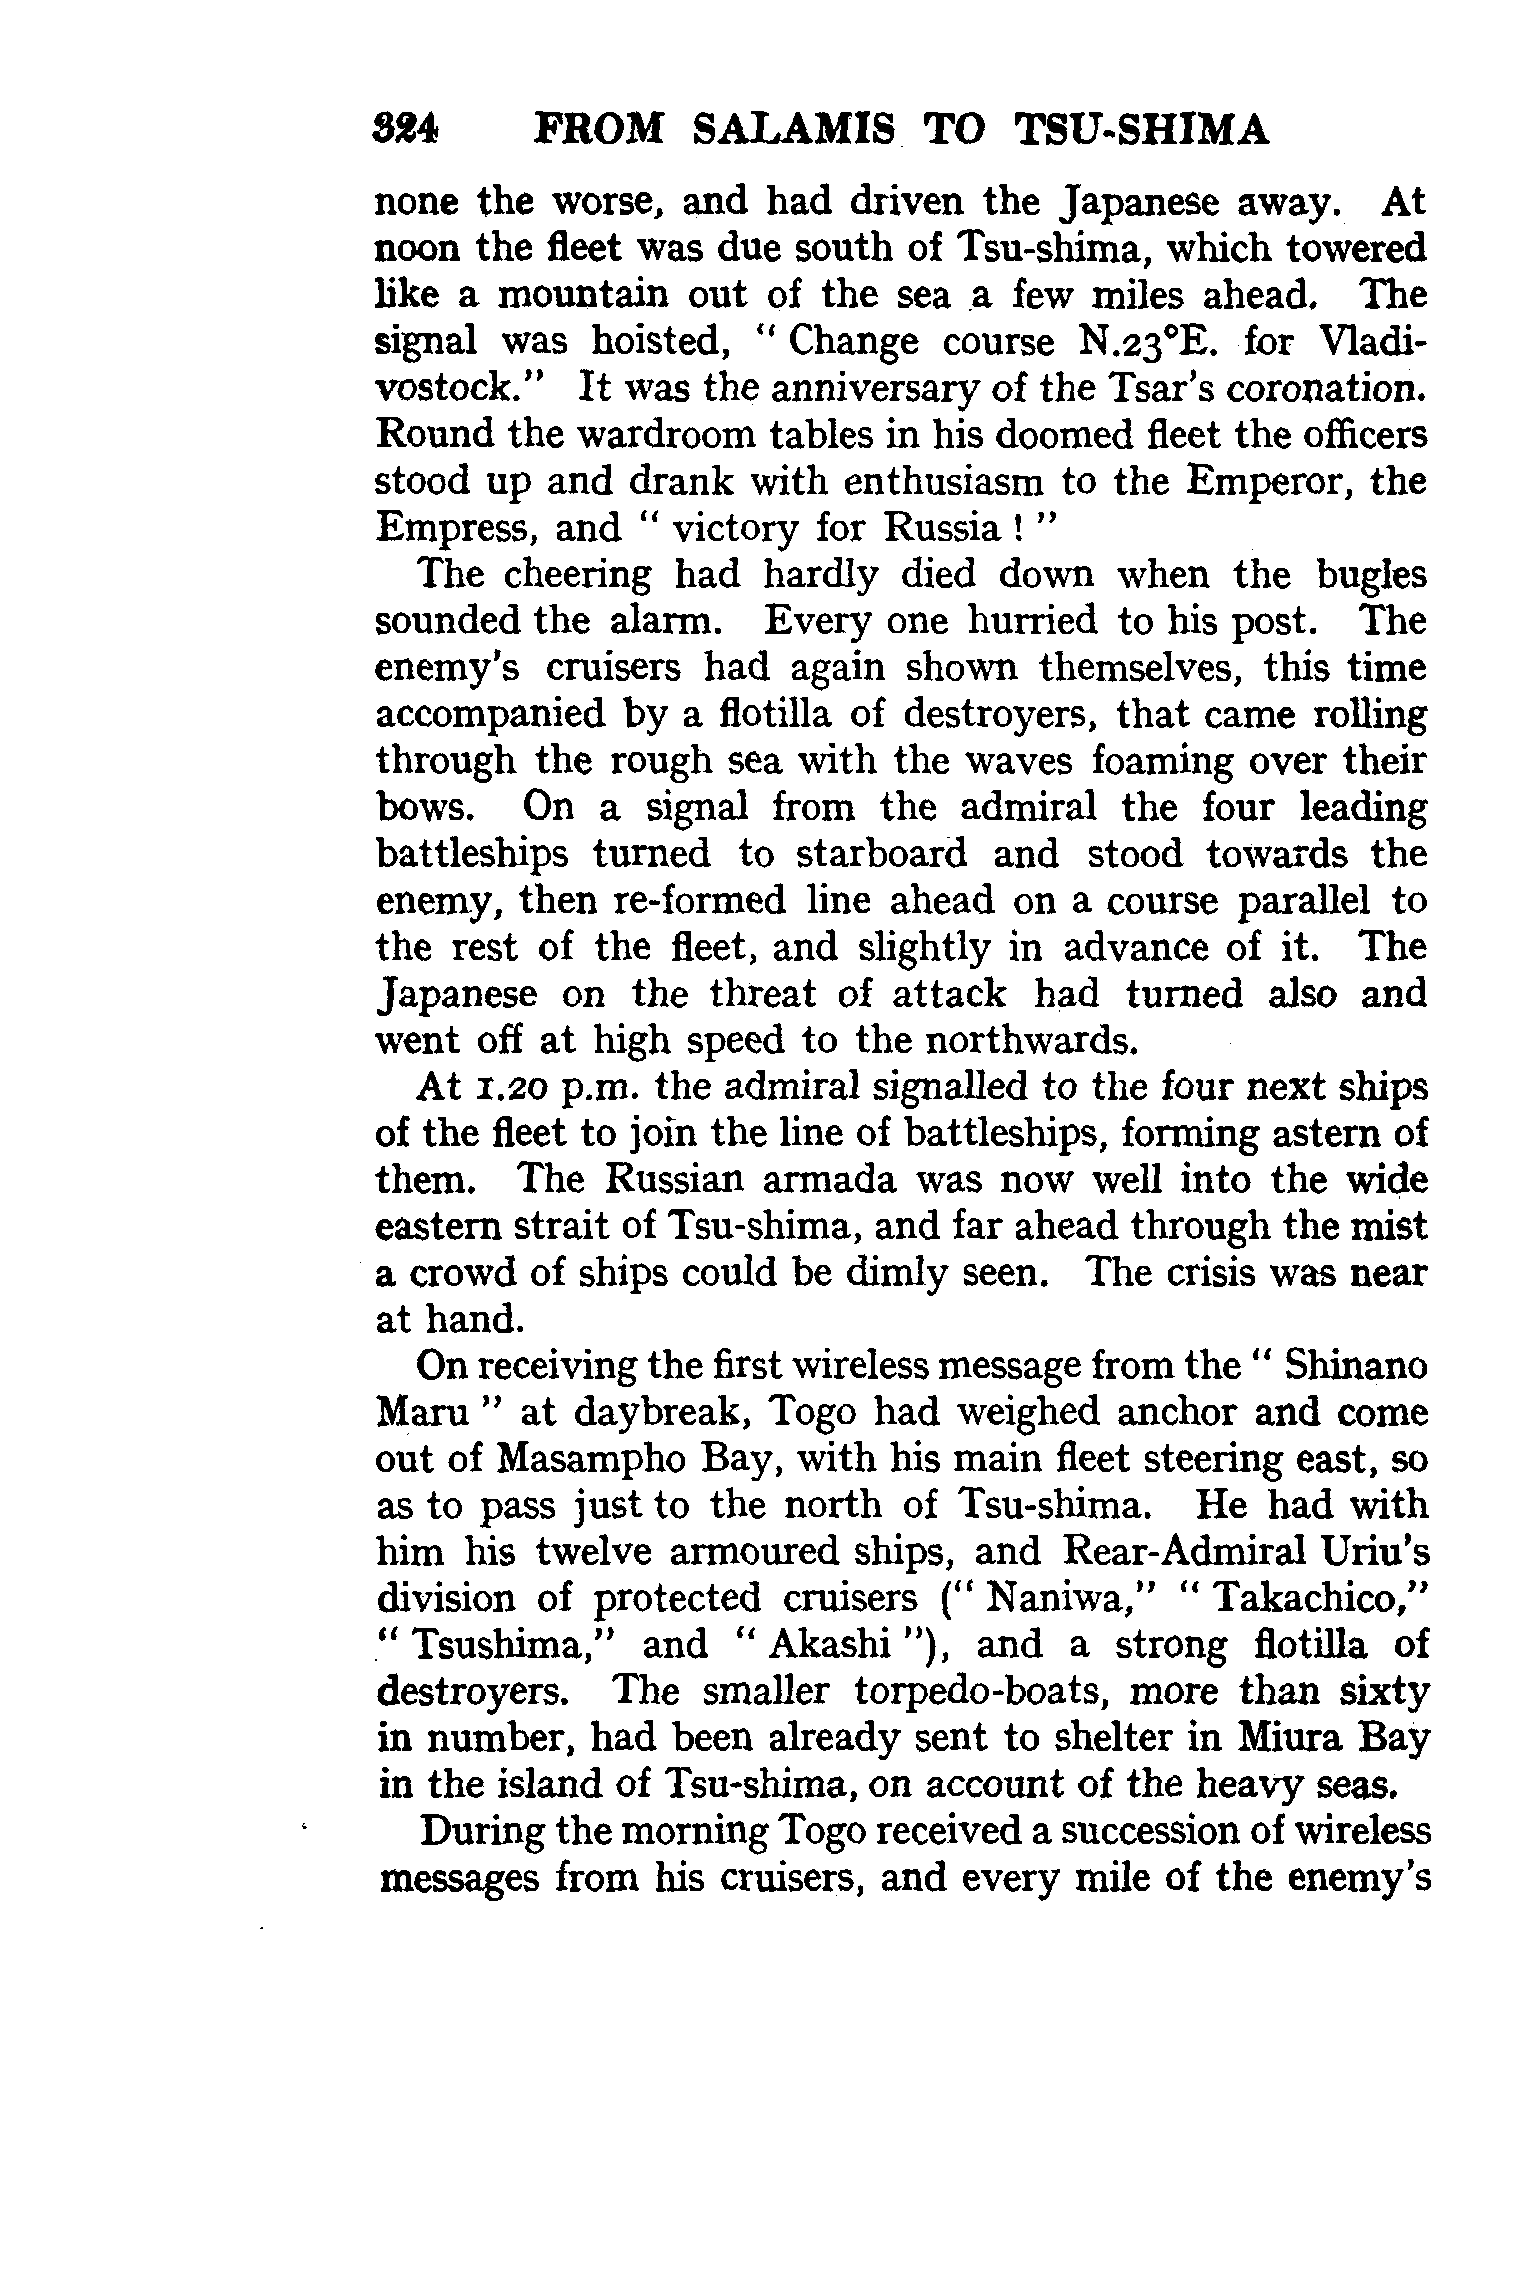 324 FROM SALAMIS TO TSU-SHIMA
none the worse, and had driven the Japanese away. At
noon the fleet was due south of Tsu-shima, which towered
like a mountain out of the sea a few miles ahead. The
signal was hoisted, " Change course N.23°E. for Vladi-
vostock." It was the anniversary of the Tsar's coronation.
Round the wardroom tables in his doomed fleet the officers
stood up and drank with enthusiasm to the Emperor, the
Empress, and " victory for Russia ! "
The cheering had hardly died down when the bugles
sounded the alarm. Every one hurried to his post. The
enemy's cruisers had again shown themselves, this time
accompanied by a flotilla of destroyers, that came rolling
through the rough sea with the waves foaming over their
bows. On a signal from the admiral the four leading
battleships turned to starboard and stood towards the
enemy, then re-formed line ahead on a course parallel to
the rest of the fleet, and slightly in advance of it. The
Japanese on the threat of attack had turned also and
went off at high speed to the northwards.
At 1.20 p.m. the admiral signalled to the four next ships
of the fleet to join the line of battleships, forming astern of
them. The Russian armada was now well into the wide
eastern strait of Tsu-shima, and far ahead through the mist
a crowd of ships could be dimly seen. The crisis was near
at hand.
On receiving the first wireless message from the " Shinano
Maru " at daybreak, Togo had weighed anchor and come
out of Masampho Bay, with his main fleet steering east, so
as to pass just to the north of Tsu-shima. He had with
him his twelve armoured ships, and Rear-Admiral Uriu's
division of protected cruisers (" Naniwa," " Takachico,"
" Tsushima," and " Akashi "), and a strong flotilla of
destroyers. The smaller torpedo-boats, more than sixty
in number, had been already sent to shelter in Miura Bay
in the island of Tsu-shima, on account of the heavy seas.
During the morning Togo received a succession of wireless
messages from his cruisers, and every mile of the enemy's